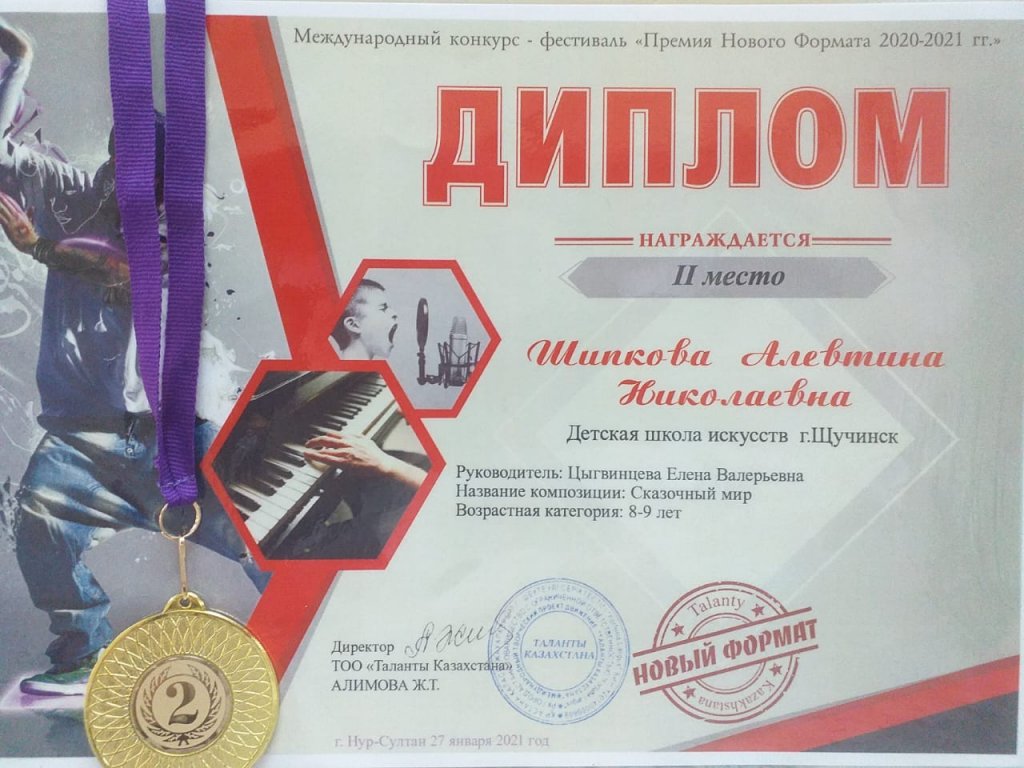 Международный конкурс - фестиваль «Премия Нового Формата 2020-2021 гг.»
ДИПЛОМ
НАГРАЖДАЕТСЯ
II место
Шипкова Алевтина
Николаевна
Детская школа искусств г.Щучинск
Руководитель: Цыгвинцева Елена Валерьевна
Название композиции: Сказочный мир
Возрастная категория: 8-9 лет
Директор
ТОО «Таланты Казахстана»
АЛИМОВА Ж.Т.
ТАЛАНТЫ
КАЗАХСТАНА
Talanty
НОВЫЙ ФОРМАТ
Kazakhstana
2
г. Нур-Султан 27 января 2021 год